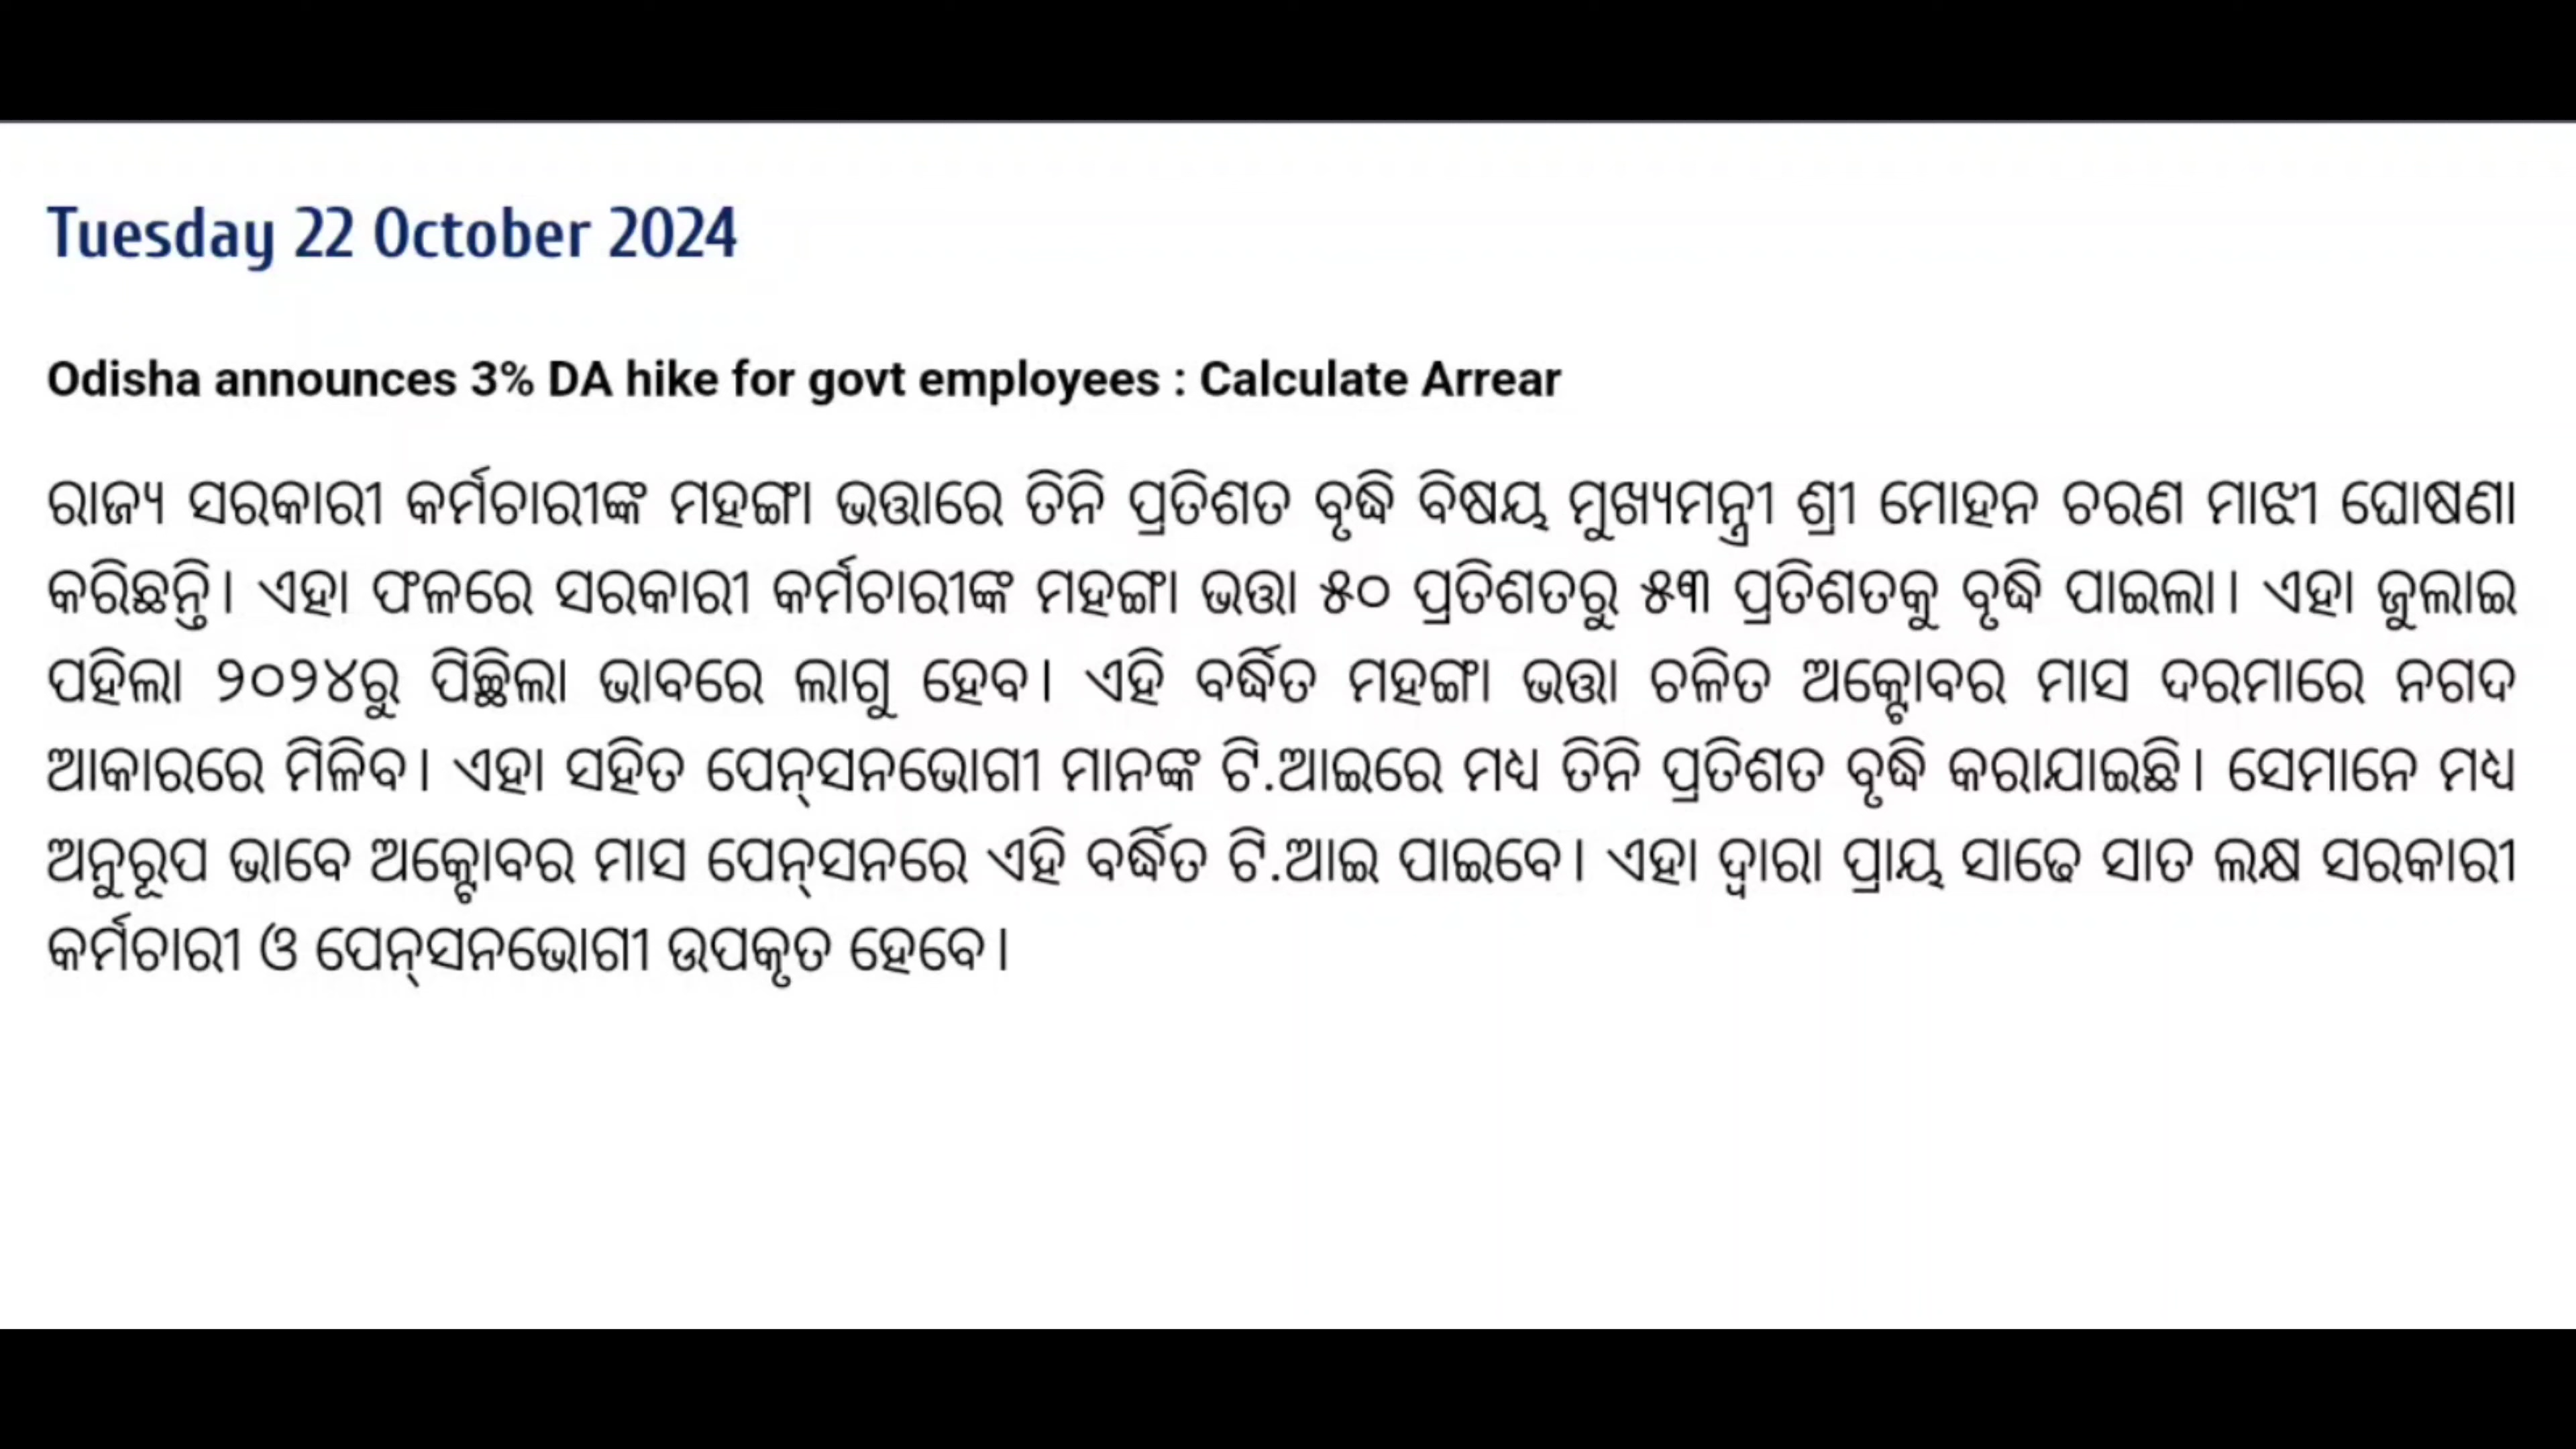 Tuesday 22 October 2024
Odisha announces 3% DA hike for govt employees : Calculate Arrear
ରାଜ୍ୟ ସରକାରୀ କର୍ମଚାରୀଙ୍କ ମହଙ୍ଗା ଭତ୍ତାରେ ତିନି ପ୍ରତିଶତ ବୃଦ୍ଧି ବିଷୟ ମୁଖ୍ୟମନ୍ତ୍ରୀ ଶ୍ରୀ ମୋହନ ଚରଣ ମାଝୀ ଘୋଷଣା
କରିଛନ୍ତି। ଏହା ଫଳରେ ସରକାରୀ କର୍ମଚାରୀଙ୍କ ମହଙ୍ଗା ଭତ୍ତା ୫୦ ପ୍ରତିଶତରୁ ୫୩ ପ୍ରତିଶତକୁ ବୃଦ୍ଧି ପାଇଲା। ଏହା ଜୁଲାଇ
ପହିଲା ୨୦୨୪ରୁ ପିଛିଲା ଭାବରେ ଲାଗୁ ହେବ। ଏହି ବର୍ଦ୍ଧିତ ମହଙ୍ଗା ଭତ୍ତା ଚଳିତ ଅକ୍ଟୋବର ମାସ ଦରମାରେ ନଗଦ
ଆକାରରେ ମିଳିବ। ଏହା ସହିତ ପେନ୍‌ସନଭୋଗୀ ମାନଙ୍କ ଟି.ଆଇରେ ମଧ୍ୟ ତିନି ପ୍ରତିଶତ ବୃଦ୍ଧି କରାଯାଇଛି। ସେମାନେ ମଧ୍ୟ
ଅନୁରୂପ ଭାବେ ଅକ୍ଟୋବର ମାସ ପେନ୍‌ସନରେ ଏହି ବର୍ଦ୍ଧିତ ଟି.ଆଇ ପାଇବେ। ଏହା ଦ୍ୱାରା ପ୍ରାୟ ସାଢେ ସାତ ଲକ୍ଷ ସରକାରୀ
କର୍ମଚାରୀ ଓ ପେନ୍‌ସନଭୋଗୀ ଉପକୃତ ହେବେ।